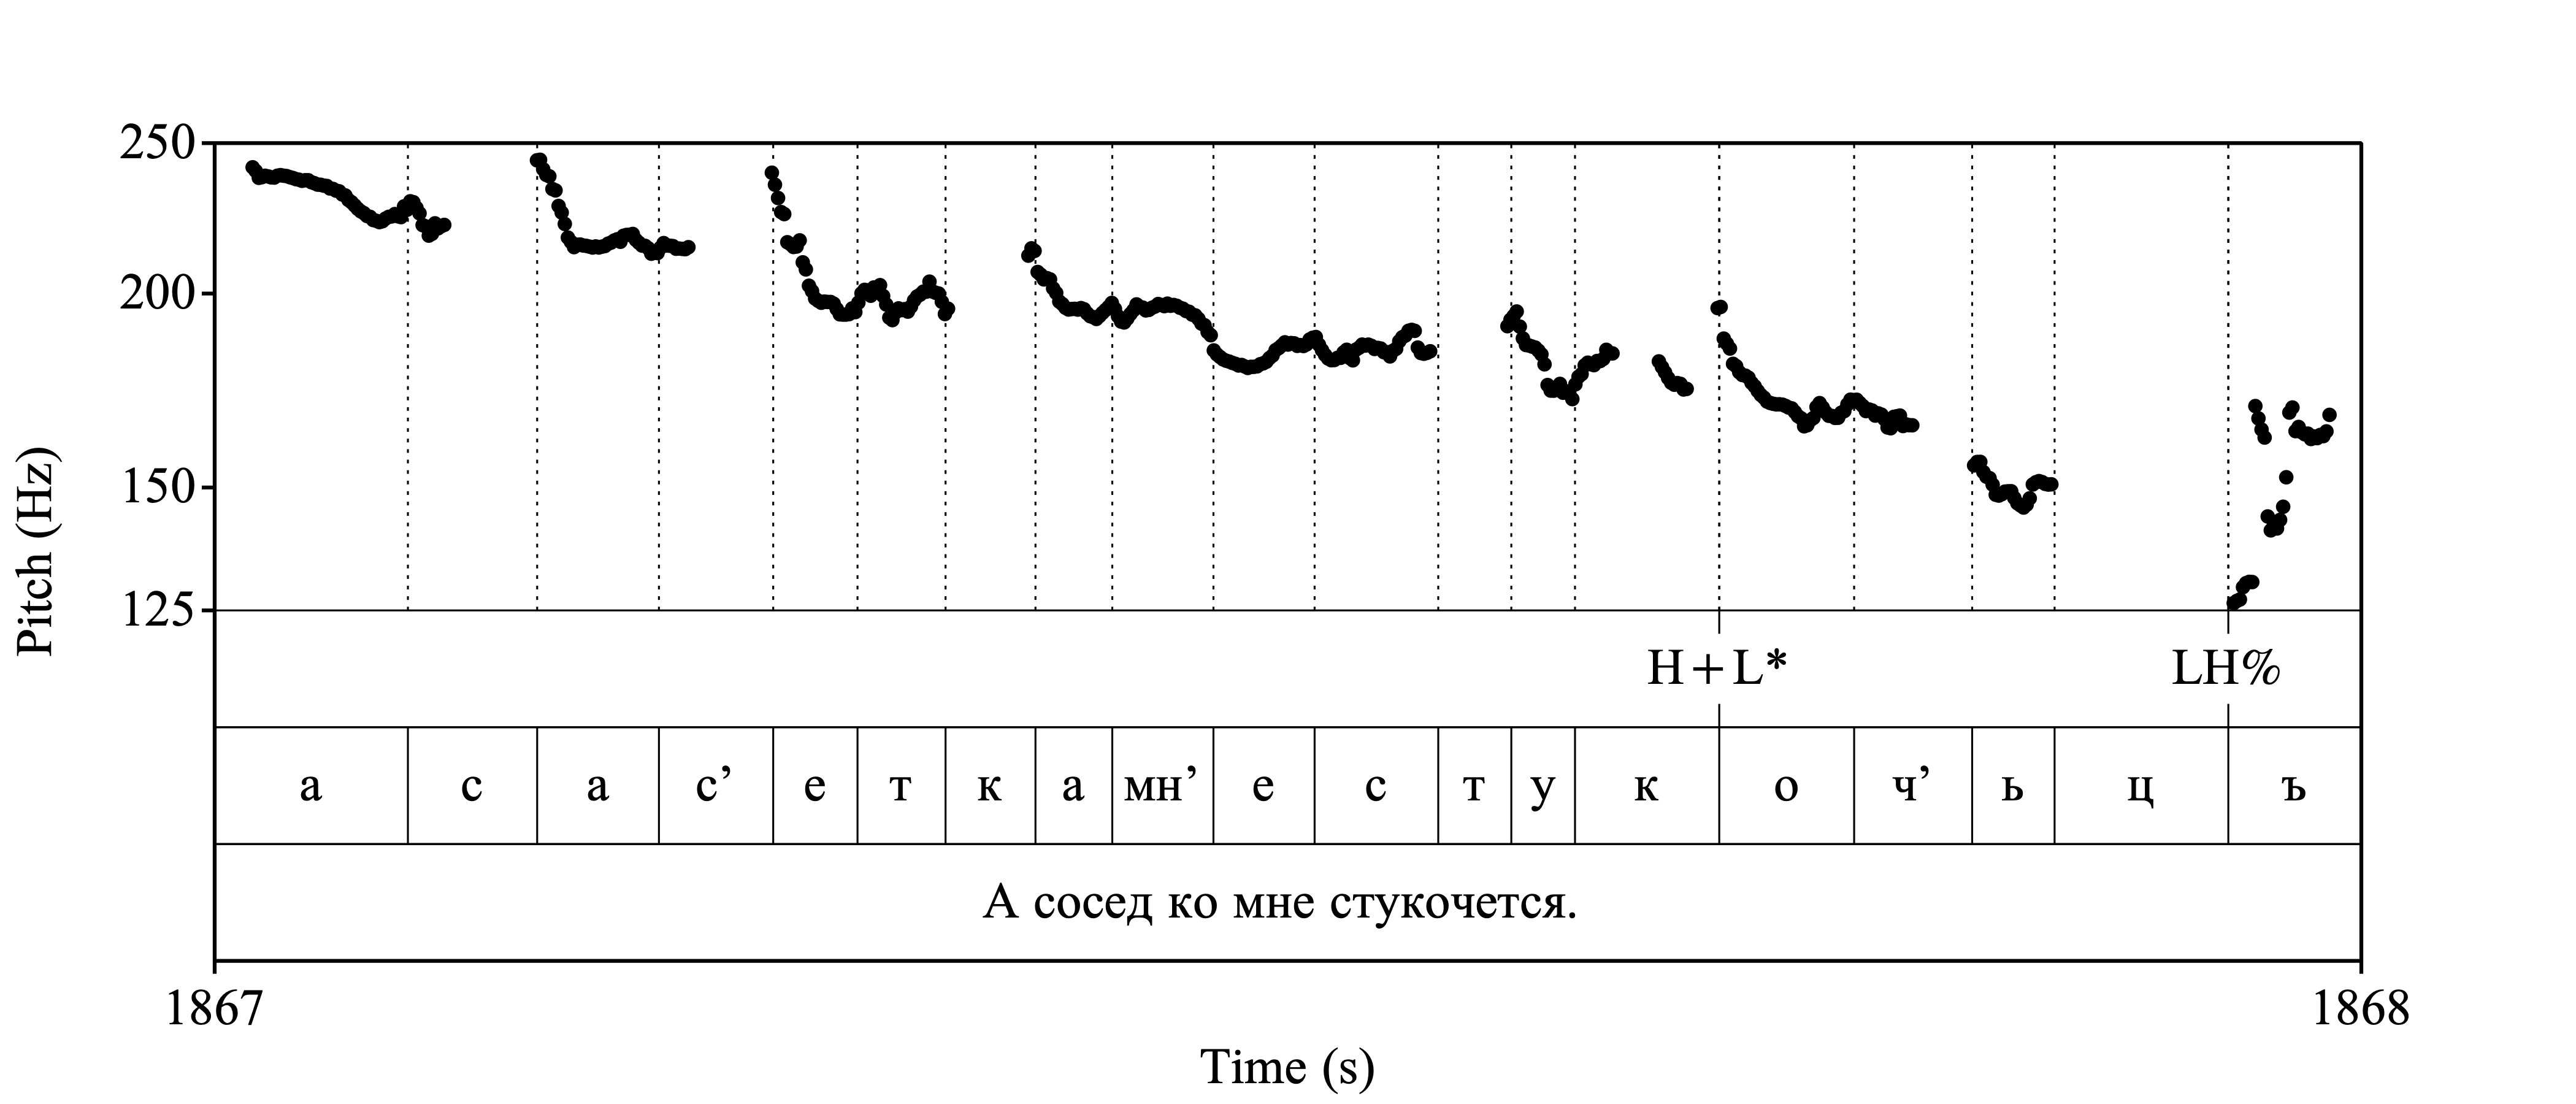 250
200
150
125
Pitch (Hz)
H+L* LH%
а с а с’ е т к а мн’ е с т у к о ч’ ь ц ъ
А сосед ко мне стукочется.
1867 1868
Time (s)